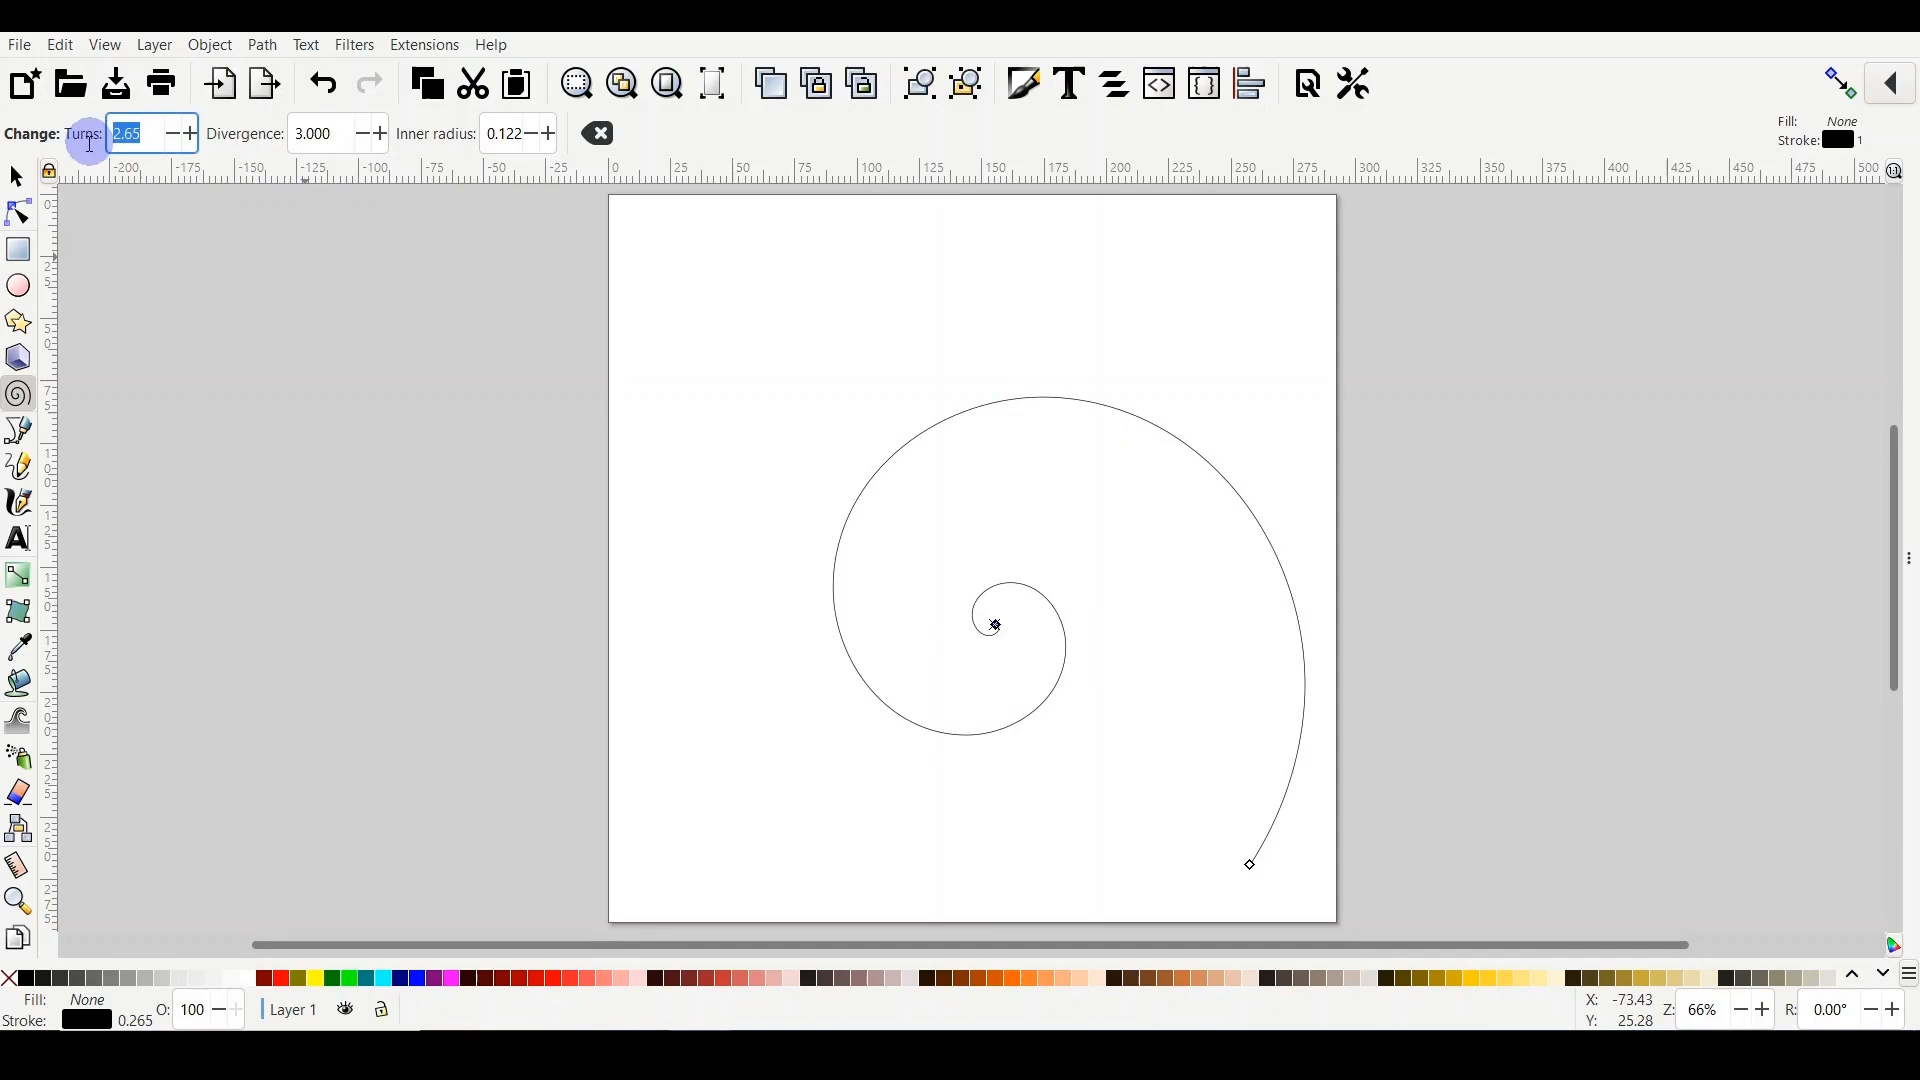 File Edit View Layer Object Path Text Filters Extensions Help
Change: Turns: 2.65 Divergence: 3.000 Inner radius: 0.122
Fill: None
Stroke: 1
-200 -175 -150 -125 -100 -75 -50 -25 0 25 50 75 100 125 150 175 200 225 250 275 300 325 350 375 400 425 450 475 500
Fill: None
Stroke: 0.265
O: 100
Layer 1
X: -73.43
Y: 25.28
Z: 66%
R: 0.00°